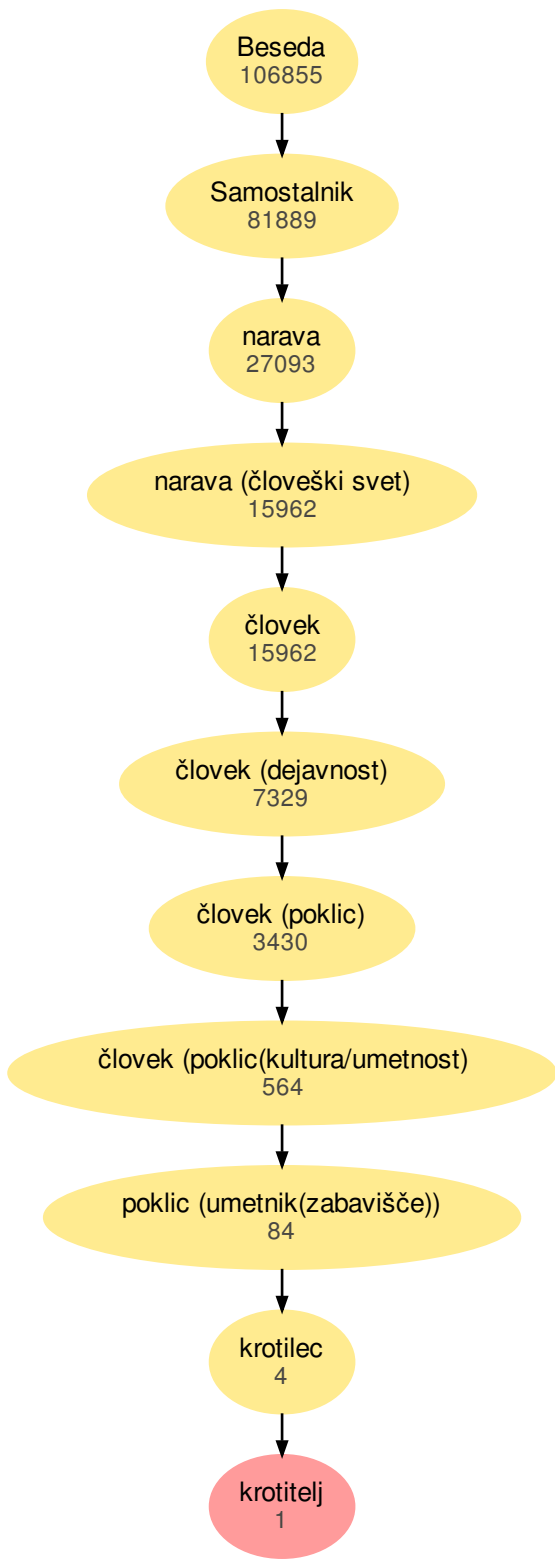 Beseda
106855
Samostalnik
81889
narava
27093
narava (človeški svet)
15962
človek
15962
človek (dejavnost)
7329
človek (poklic)
3430
človek (poklic(kultura/umetnost)
564
poklic (umetnik(zabavišče))
84
krotilec
4
krotitelj
1